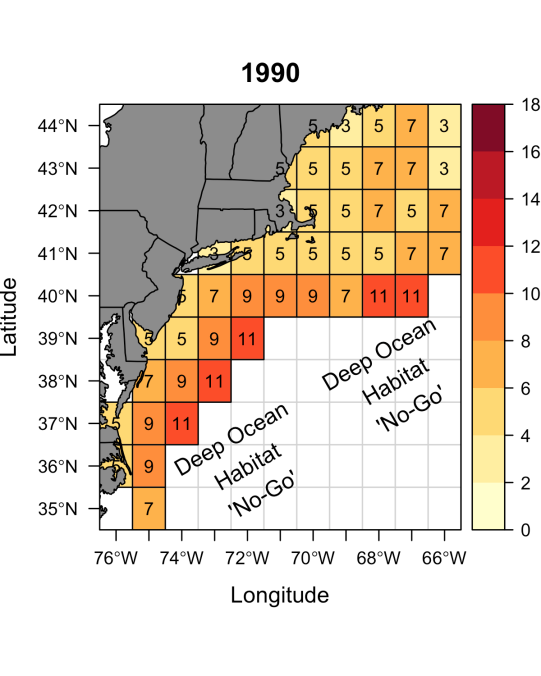 1990
18
44°N 5 3 5 7 3
16
43°N 5 5 5 5 7 7 3
14
42°N 3 5 5 7 5 7
12
41°N 3 5 5 5 5 5 5 7 7
40°N 5 7 9 9 9 7 11 11
10
39°N 5 5 9 11
8
38°N 7 9 11
6
37°N 5 9 11
4
36°N 5 9
2
35°N 7
0
Deep Ocean
Habitat
'No-Go'
Deep Ocean
Habitat
'No-Go'
76°W 74°W 72°W 70°W 68°W 66°W
Longitude
Latitude